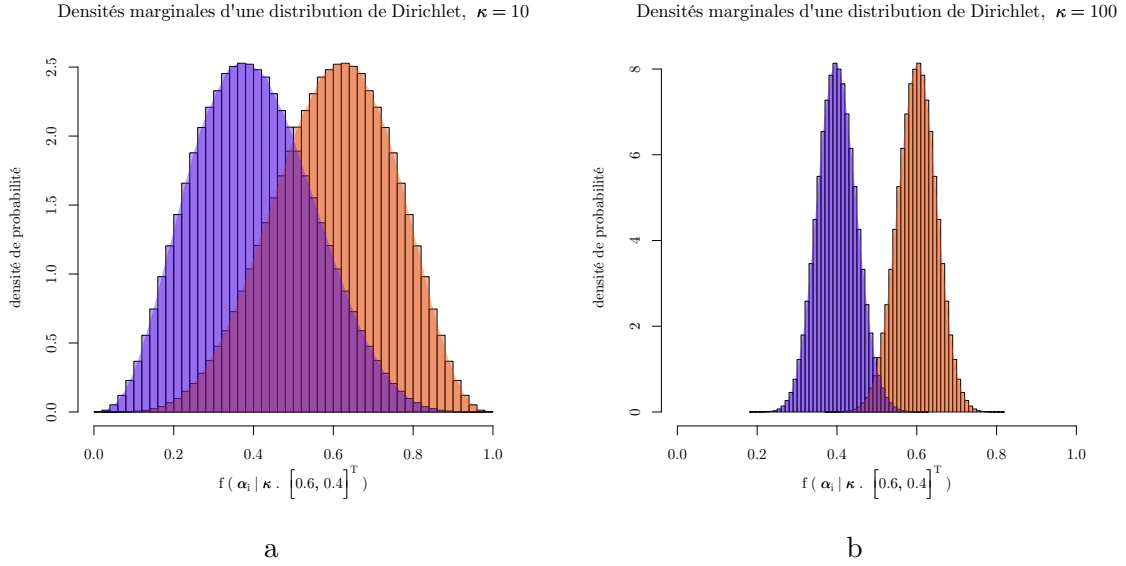 Densités marginales d'une distribution de Dirichlet, κ = 10
densité de probabilité
2.5
2.0
1.5
1.0
0.5
0.0
0.0 0.2 0.4 0.6 0.8 1.0
f ( αi | κ . [0.6, 0.4]T )
a
Densités marginales d'une distribution de Dirichlet, κ = 100
densité de probabilité
8
6
4
2
0
0.0 0.2 0.4 0.6 0.8 1.0
f ( αi | κ . [0.6, 0.4]T )
b